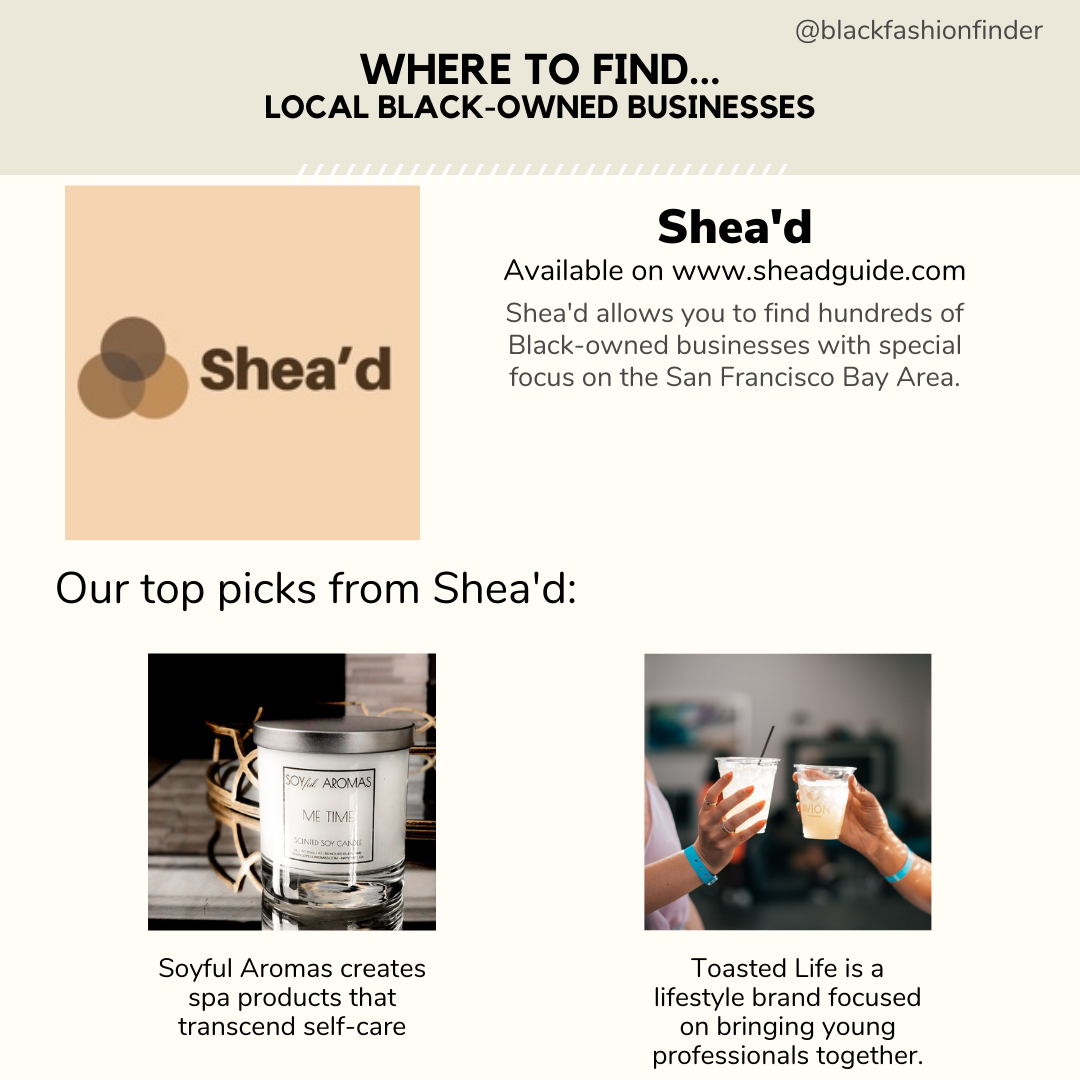 @blackfashionfinder
WHERE TO FIND...
LOCAL BLACK-OWNED BUSINESSES
Shea'd
Shea'd
Available on www.sheadguide.com
Shea'd allows you to find hundreds of
Black-owned businesses with special
focus on the San Francisco Bay Area.
Our top picks from Shea'd:
SOYful AROMAS
ME TIME
SCENTED SOY CANDLE
AVION
Soyful Aromas creates
spa products that
transcend self-care
Toasted Life is a
lifestyle brand focused
on bringing young
professionals together.